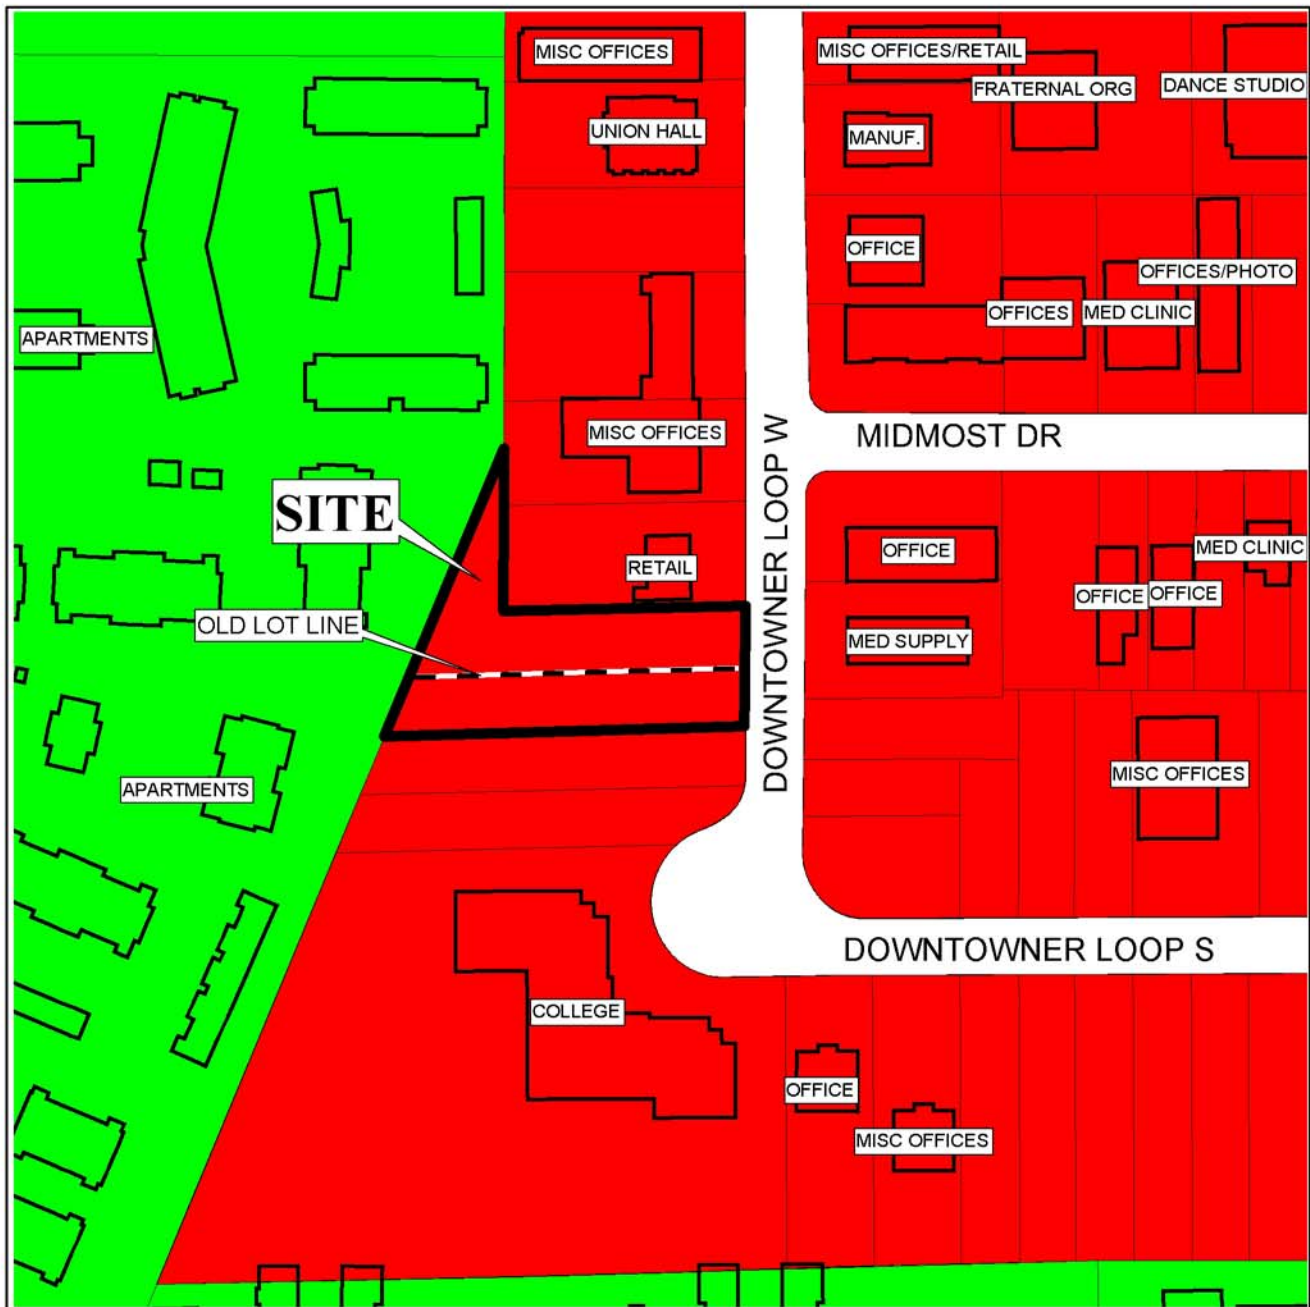 MISC OFFICES
MISC OFFICES/RETAIL
FRATERNAL ORG
DANCE STUDIO
UNION HALL
MANUF.
OFFICE
OFFICES/PHOTO
OFFICES
MED CLINIC
APARTMENTS
MISC OFFICES
DOWNTOWNER LOOP W
MIDMOST DR
SITE
OFFICE
MED CLINIC
RETAIL
OFFICE
OFFICE
OLD LOT LINE
MED SUPPLY
MISC OFFICES
APARTMENTS
DOWNTOWNER LOOP S
COLLEGE
OFFICE
MISC OFFICES